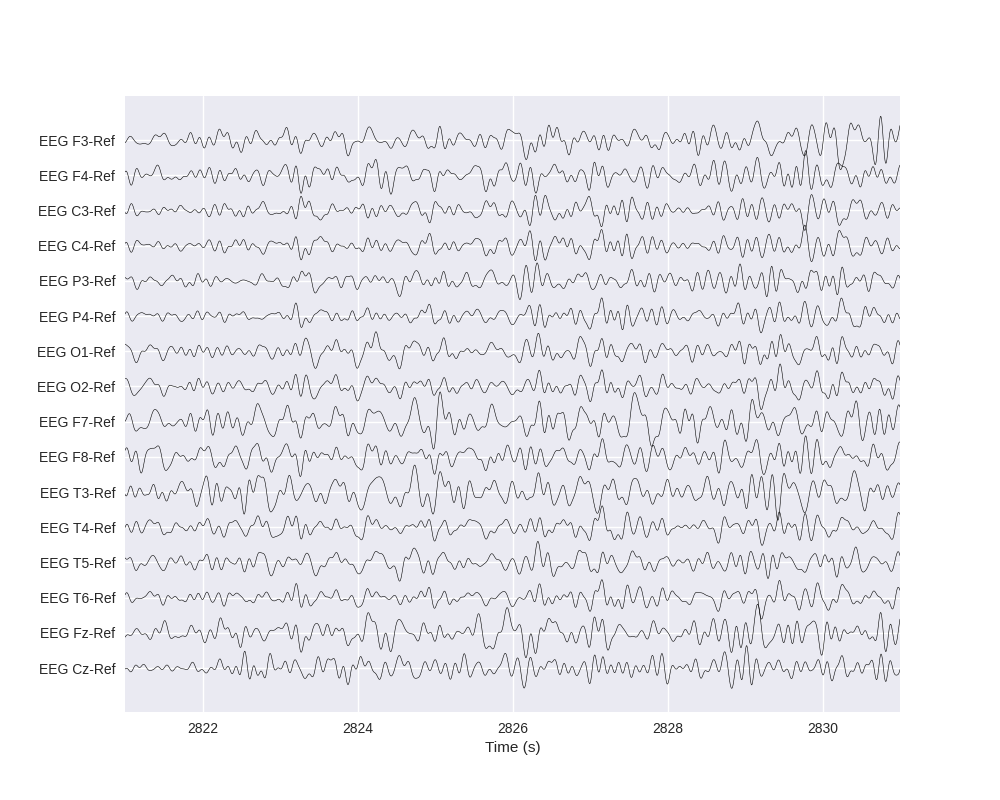 EEG F3-Ref
EEG F4-Ref
EEG C3-Ref
EEG C4-Ref
EEG P3-Ref
EEG P4-Ref
EEG O1-Ref
EEG O2-Ref
EEG F7-Ref
EEG F8-Ref
EEG T3-Ref
EEG T4-Ref
EEG T5-Ref
EEG T6-Ref
EEG Fz-Ref
EEG Cz-Ref
2822 2824 2826 2828 2830
Time (s)